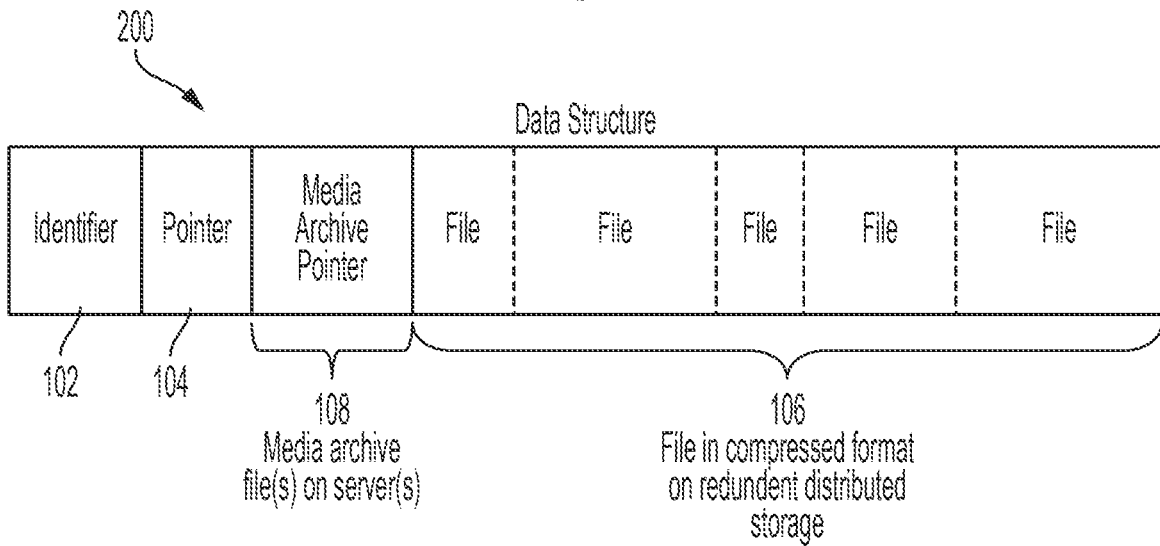 200
Data Structure
Identifier
Pointer
Media
Archive
Pointer
File
File
File
File
File
102
104
108
Media archive
file(s) on server(s)
106
File in compressed format
on redundent distributed
storage